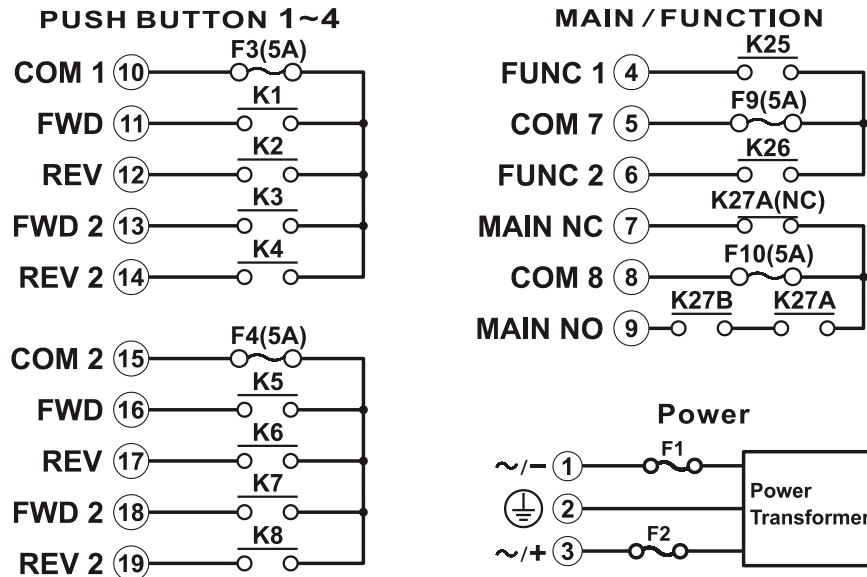 PUSH BUTTON 1~4
F3(5A)
COM 1 10
K1
FWD 11
K2
REV 12
K3
FWD 2 13
K4
REV 2 14
F4(5A)
COM 2 15
K5
FWD 16
K6
REV 17
K7
FWD 2 18
K8
REV 2 19
MAIN / FUNCTION
K25
FUNC 1 4
F9(5A)
COM 7 5
K26
FUNC 2 6
K27A(NC)
MAIN NC 7
F10(5A)
COM 8 8
K27B K27A
MAIN NO 9
Power
F1
~/− 1
2
F2
~/+ 3
Power
Transformer